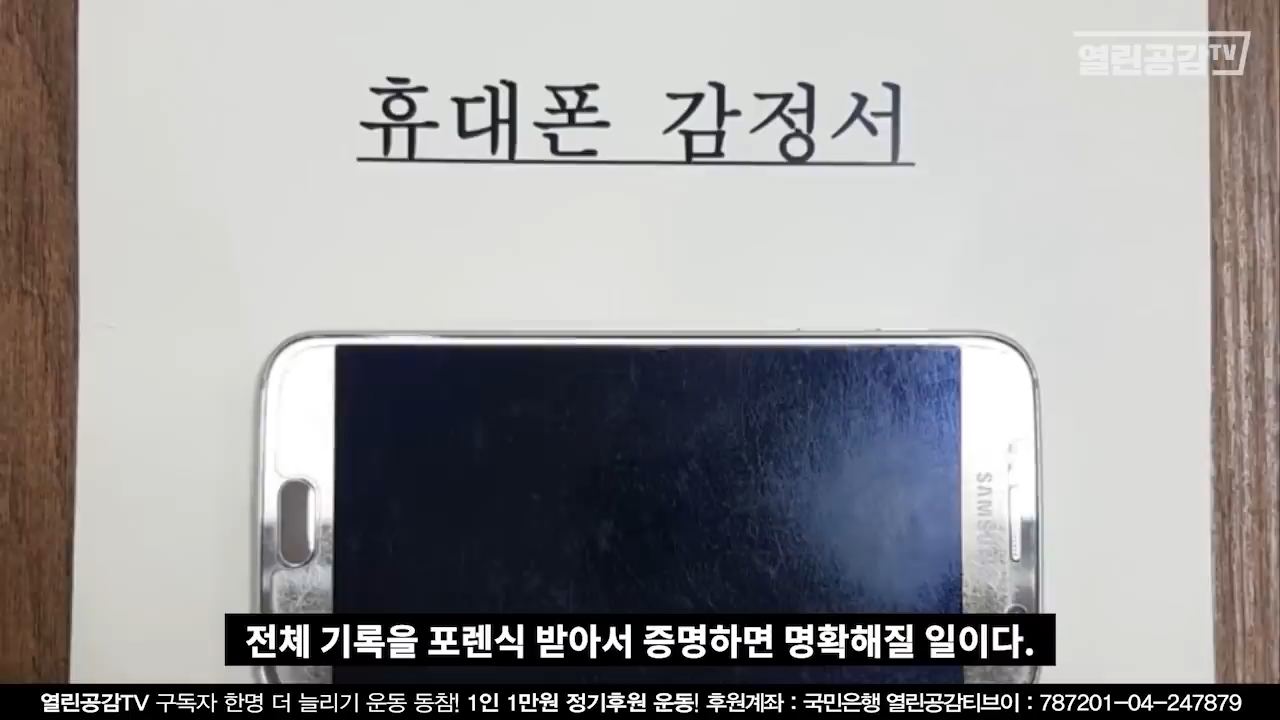 열린공감TV
휴대폰 감정서
SAMSUNG
전체 기록을 포렌식 받아서 증명하면 명확해질 일이다.
열린공감TV 구독자 한명 더 늘리기 운동 동참! 1인 1만원 정기후원 운동! 후원계좌 : 국민은행 열린공감티브이 : 787201-04-247879